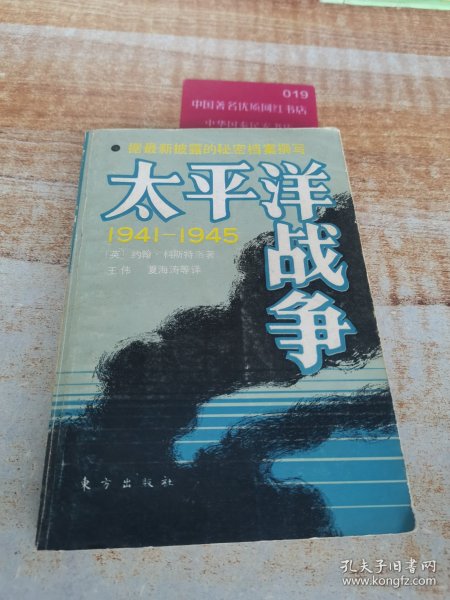 019
中国著名优质网红书店
●据最新披露的秘密档案撰写
太平洋战争
1941—1945
〔英〕约翰·科斯特洛著
王伟 夏海涛等译
东方出版社
孔夫子旧书网
www.kongfz.com